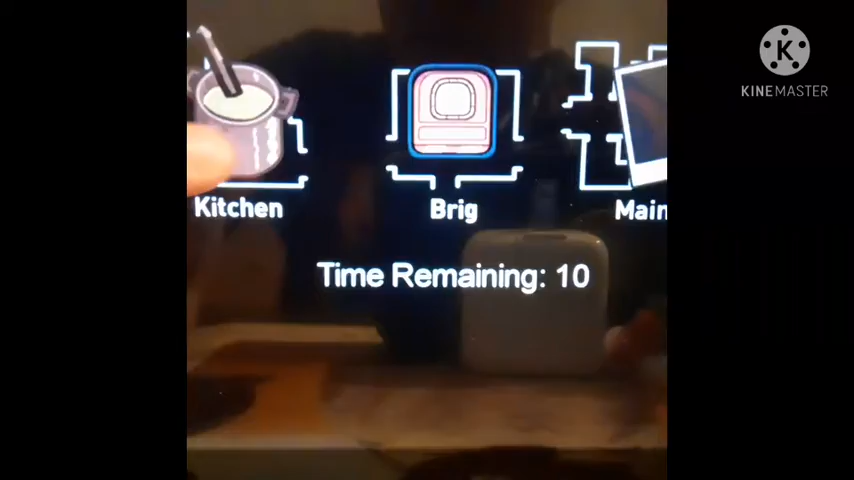 K
KINEMASTER
Kitchen
Brig
Main
Time Remaining: 10